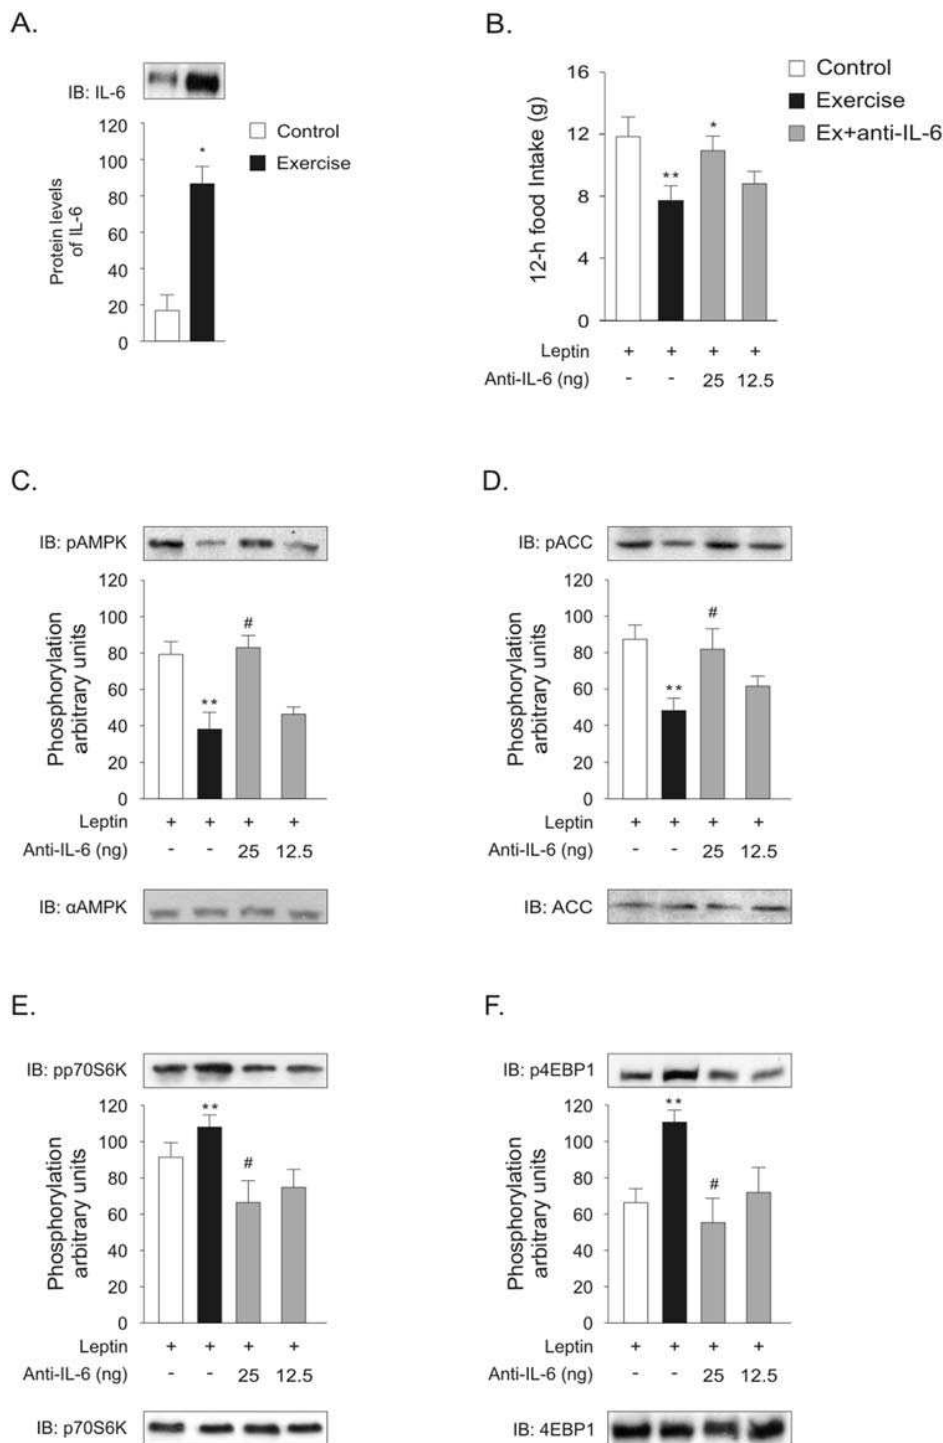 A.
IB: IL-6
Control
Exercise
Protein levels
of IL-6
120
100
80
60
40
20
0
*
B.
Control
Exercise
Ex+anti-IL-6
12-h food Intake (g)
16
12
8
4
0
** *
Leptin + + + +
Anti-IL-6 (ng) - - 25 12.5
C.
IB: pAMPK
Phosphorylation
arbitrary units
120
100
80
60
40
20
0
** #
Leptin + + + +
Anti-IL-6 (ng) - - 25 12.5
IB: αAMPK
D.
IB: pACC
Phosphorylation
arbitrary units
120
100
80
60
40
20
0
** #
Leptin + + + +
Anti-IL-6 (ng) - - 25 12.5
IB: ACC
E.
IB: pp70S6K
Phosphorylation
arbitrary units
120
100
80
60
40
20
0
** #
Leptin + + + +
Anti-IL-6 (ng) - - 25 12.5
IB: p70S6K
F.
IB: p4EBP1
Phosphorylation
arbitrary units
120
100
80
60
40
20
0
** #
Leptin + + + +
Anti-IL-6 (ng) - - 25 12.5
IB: 4EBP1